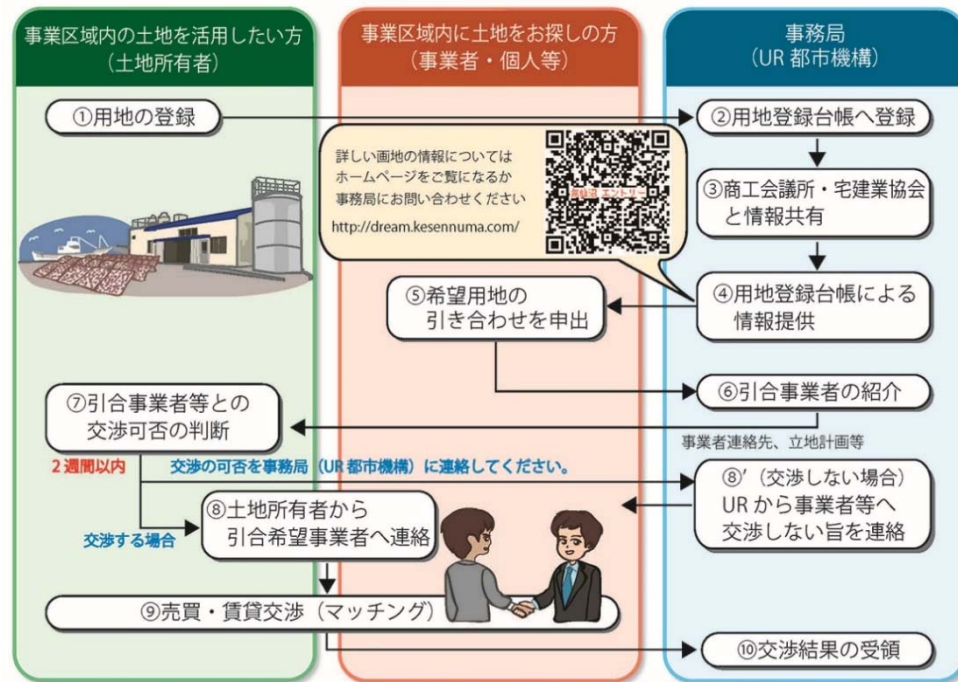 事業区域内の土地を活用したい方
（土地所有者）
事業区域内に土地をお探しの方
（事業者・個人等）
事務局
（UR 都市機構）
①用地の登録
②用地登録台帳へ登録
詳しい画地の情報については
ホームページをご覧になるか
事務局にお問い合わせください
http://dream.kesennuma.com/
気仙沼 エントリー
③商工会議所・宅建業協会
と情報共有
④用地登録台帳による
情報提供
⑤希望用地の
引き合わせを申出
⑥引合事業者の紹介
事業者連絡先、立地計画等
⑦引合事業者等との
交渉可否の判断
2 週間以内
交渉の可否を事務局（UR 都市機構）に連絡してください。
⑧’（交渉しない場合）
UR から事業者等へ
交渉しない旨を連絡
交渉する場合
⑧土地所有者から
引合希望事業者へ連絡
⑨売買・賃貸交渉（マッチング）
⑩交渉結果の受領